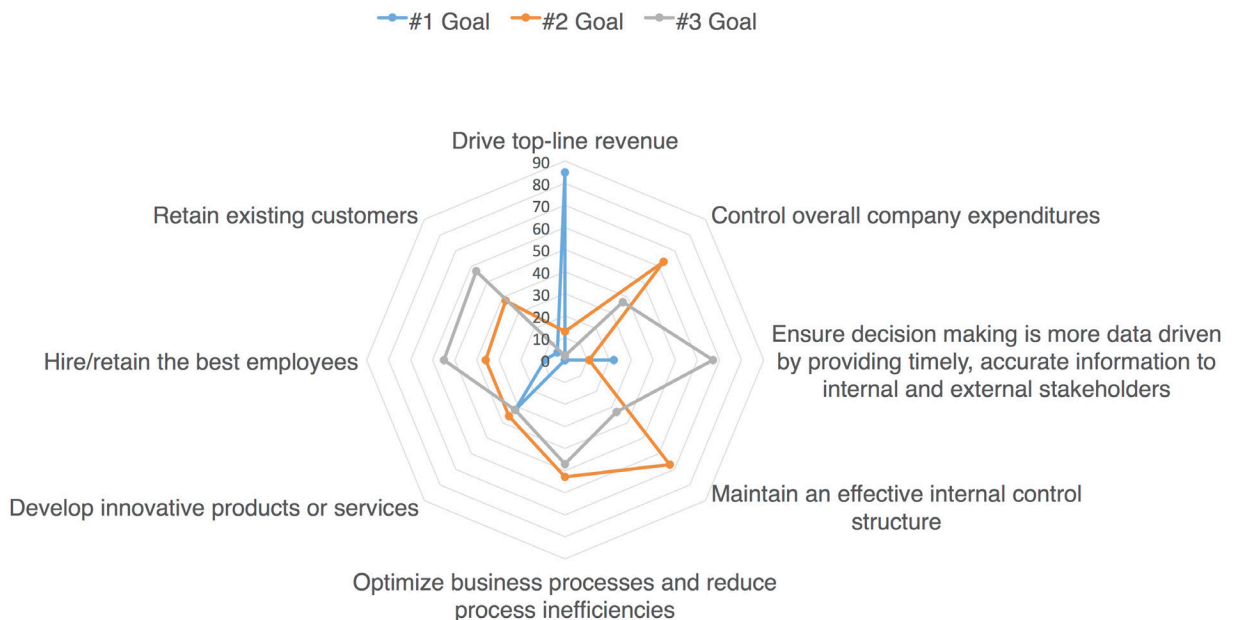 #1 Goal #2 Goal #3 Goal
Drive top-line revenue
90
80
70
60
50
40
30
20
10
0
Retain existing customers
Control overall company expenditures
Hire/retain the best employees
Ensure decision making is more data driven
by providing timely, accurate information to
internal and external stakeholders
Develop innovative products or services
Maintain an effective internal control
structure
Optimize business processes and reduce
process inefficiencies